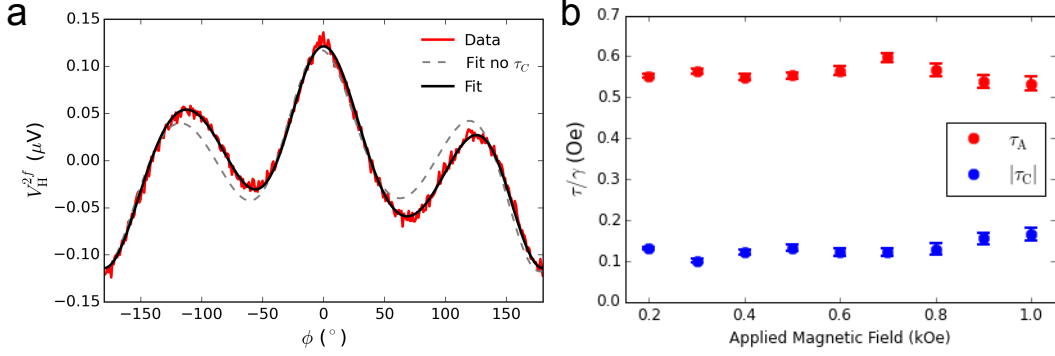 a
0.15
0.10
0.05
0.00
−0.05
−0.10
−0.15
V_H^{2f} (μV)
−150
−100
−50
0
50
100
150
ϕ (°)
Data
Fit no τ_C
Fit
b
0.7
0.6
0.5
0.4
0.3
0.2
0.1
0.0
τ/γ (Oe)
0.2
0.4
0.6
0.8
1.0
Applied Magnetic Field (kOe)
τ_A
|τ_C|